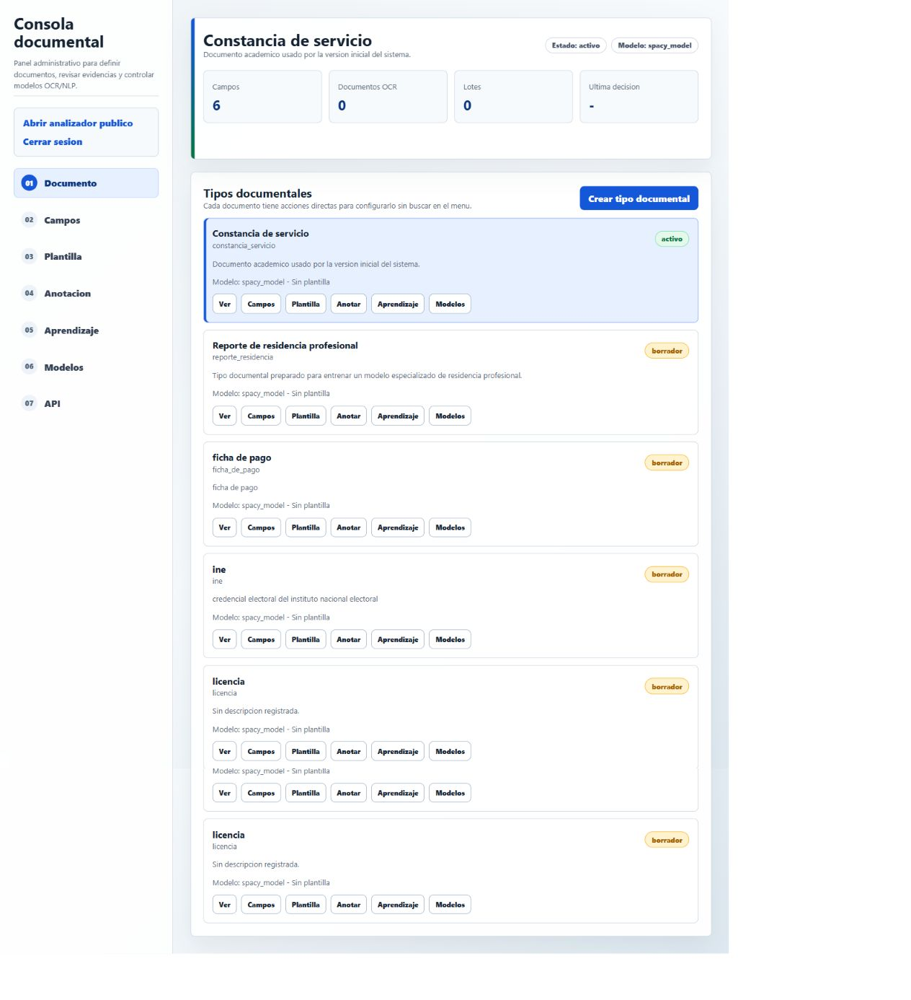 Consola
documental
Panel administrativo para definir
documentos, revisar evidencias y controlar
modelos OCR/NLP.
Abrir analizador publico
Cerrar sesion
01 Documento
02 Campos
03 Plantilla
04 Anotacion
05 Aprendizaje
06 Modelos
07 API
Constancia de servicio
Documento academico usado por la version inicial del sistema.
Estado: activo
Modelo: spacy_model
Campos
6
Documentos OCR
0
Lotes
0
Ultima decision
-
Tipos documentales
Cada documento tiene acciones directas para configurarlo sin buscar en el menu.
Crear tipo documental
Constancia de servicio
constancia_servicio
activo
Documento academico usado por la version inicial del sistema.
Modelo: spacy_model - Sin plantilla
Ver Campos Plantilla Anotar Aprendizaje Modelos
Reporte de residencia profesional
reporte_residencia
borrador
Tipo documental preparado para entrenar un modelo especializado de residencia profesional.
Modelo: spacy_model - Sin plantilla
Ver Campos Plantilla Anotar Aprendizaje Modelos
ficha de pago
ficha_de_pago
borrador
ficha de pago
Modelo: spacy_model - Sin plantilla
Ver Campos Plantilla Anotar Aprendizaje Modelos
ine
ine
borrador
credencial electoral del instituto nacional electoral
Modelo: spacy_model - Sin plantilla
Ver Campos Plantilla Anotar Aprendizaje Modelos
licencia
licencia
borrador
Sin descripcion registrada.
Modelo: spacy_model - Sin plantilla
Ver Campos Plantilla Anotar Aprendizaje Modelos
Modelo: spacy_model - Sin plantilla
Ver Campos Plantilla Anotar Aprendizaje Modelos
licencia
licencia
borrador
Sin descripcion registrada.
Modelo: spacy_model - Sin plantilla
Ver Campos Plantilla Anotar Aprendizaje Modelos